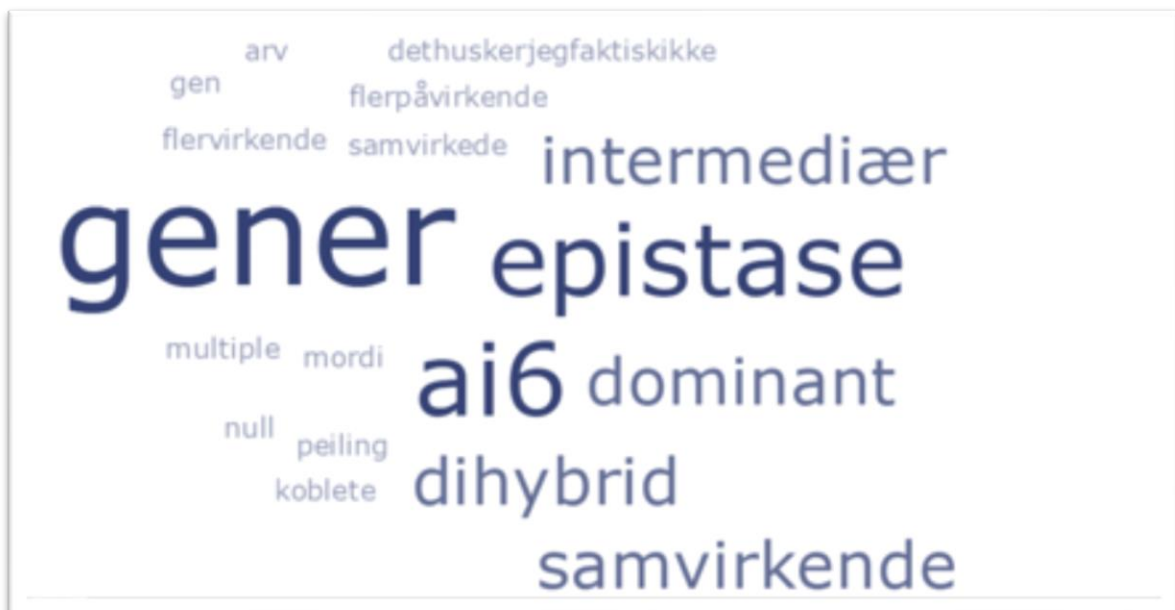 arv dethuskerjegfaktiskikke
gen
flerpåvirkende
flervirkende samvirkede
intermediær
gener
epistase
multiple mordi
ai6 dominant
null
peiling
koblete
dihybrid
samvirkende